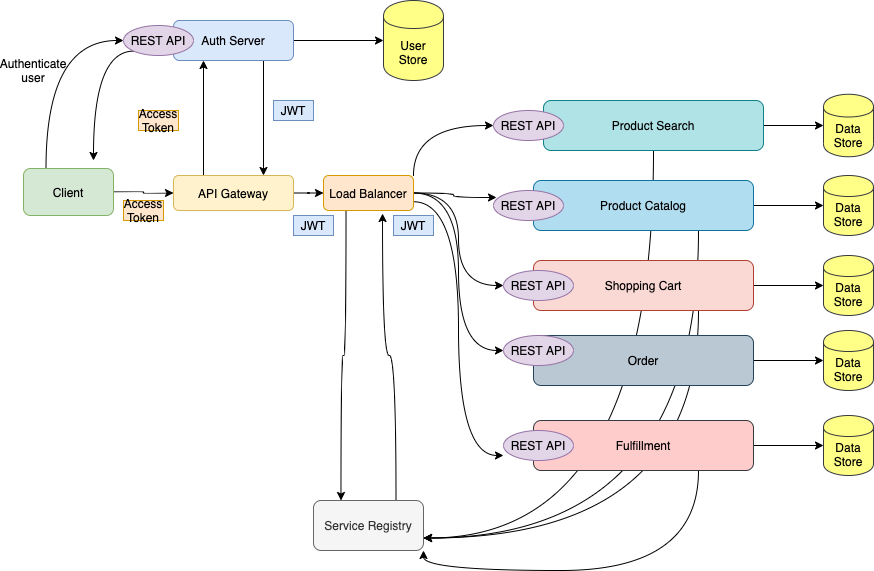 REST API
Auth Server
User
Store
Authenticate
user
Access
Token
JWT
Client
API Gateway
Load Balancer
Access
Token
JWT
JWT
REST API
Product Search
Data
Store
REST API
Product Catalog
Data
Store
REST API
Shopping Cart
Data
Store
REST API
Order
Data
Store
REST API
Fulfillment
Data
Store
Service Registry